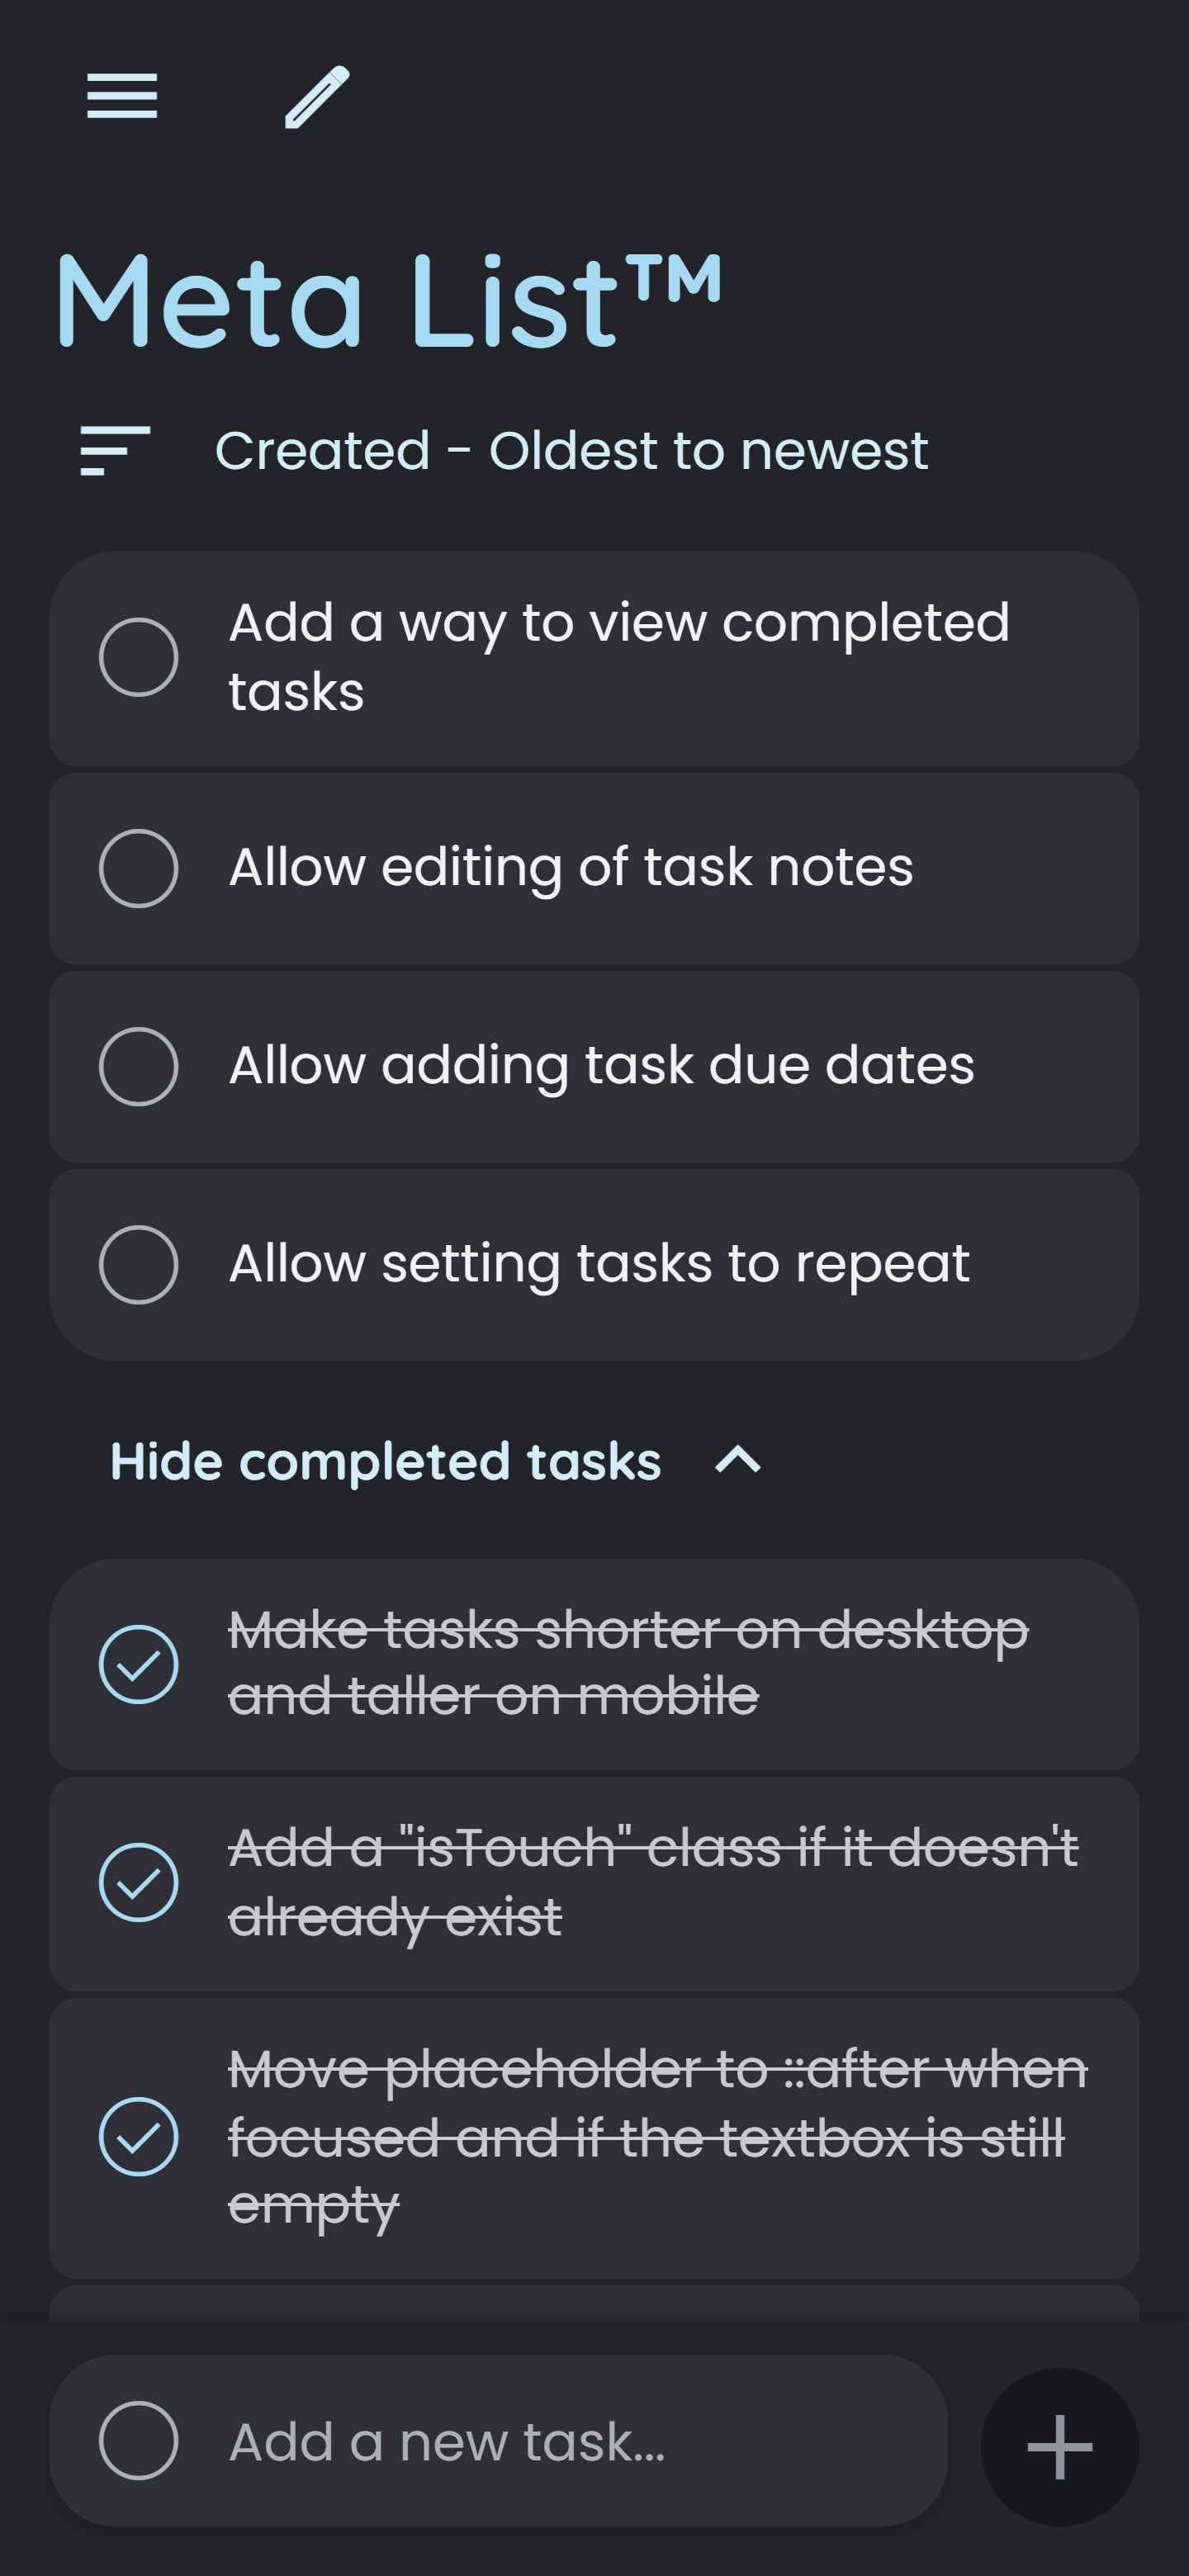 Meta List™
Created - Oldest to newest
Add a way to view completed
tasks
Allow editing of task notes
Allow adding task due dates
Allow setting tasks to repeat
Hide completed tasks
Make tasks shorter on desktop
and taller on mobile
Add a "isTouch" class if it doesn't
already exist
Move placeholder to ::after when
focused and if the textbox is still
empty
Add a new task...